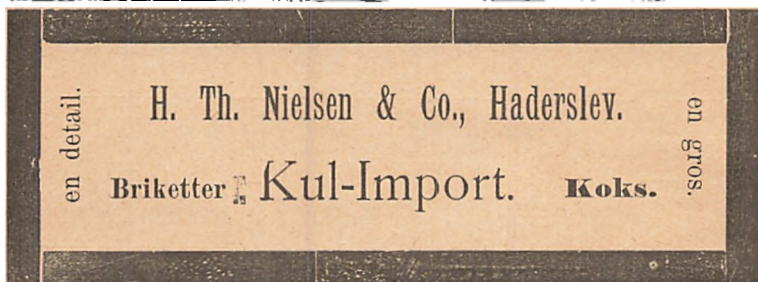 en detail.
H. Th. Nielsen & Co., Haderslev.
Briketter Kul-Import. Koks.
en gros.